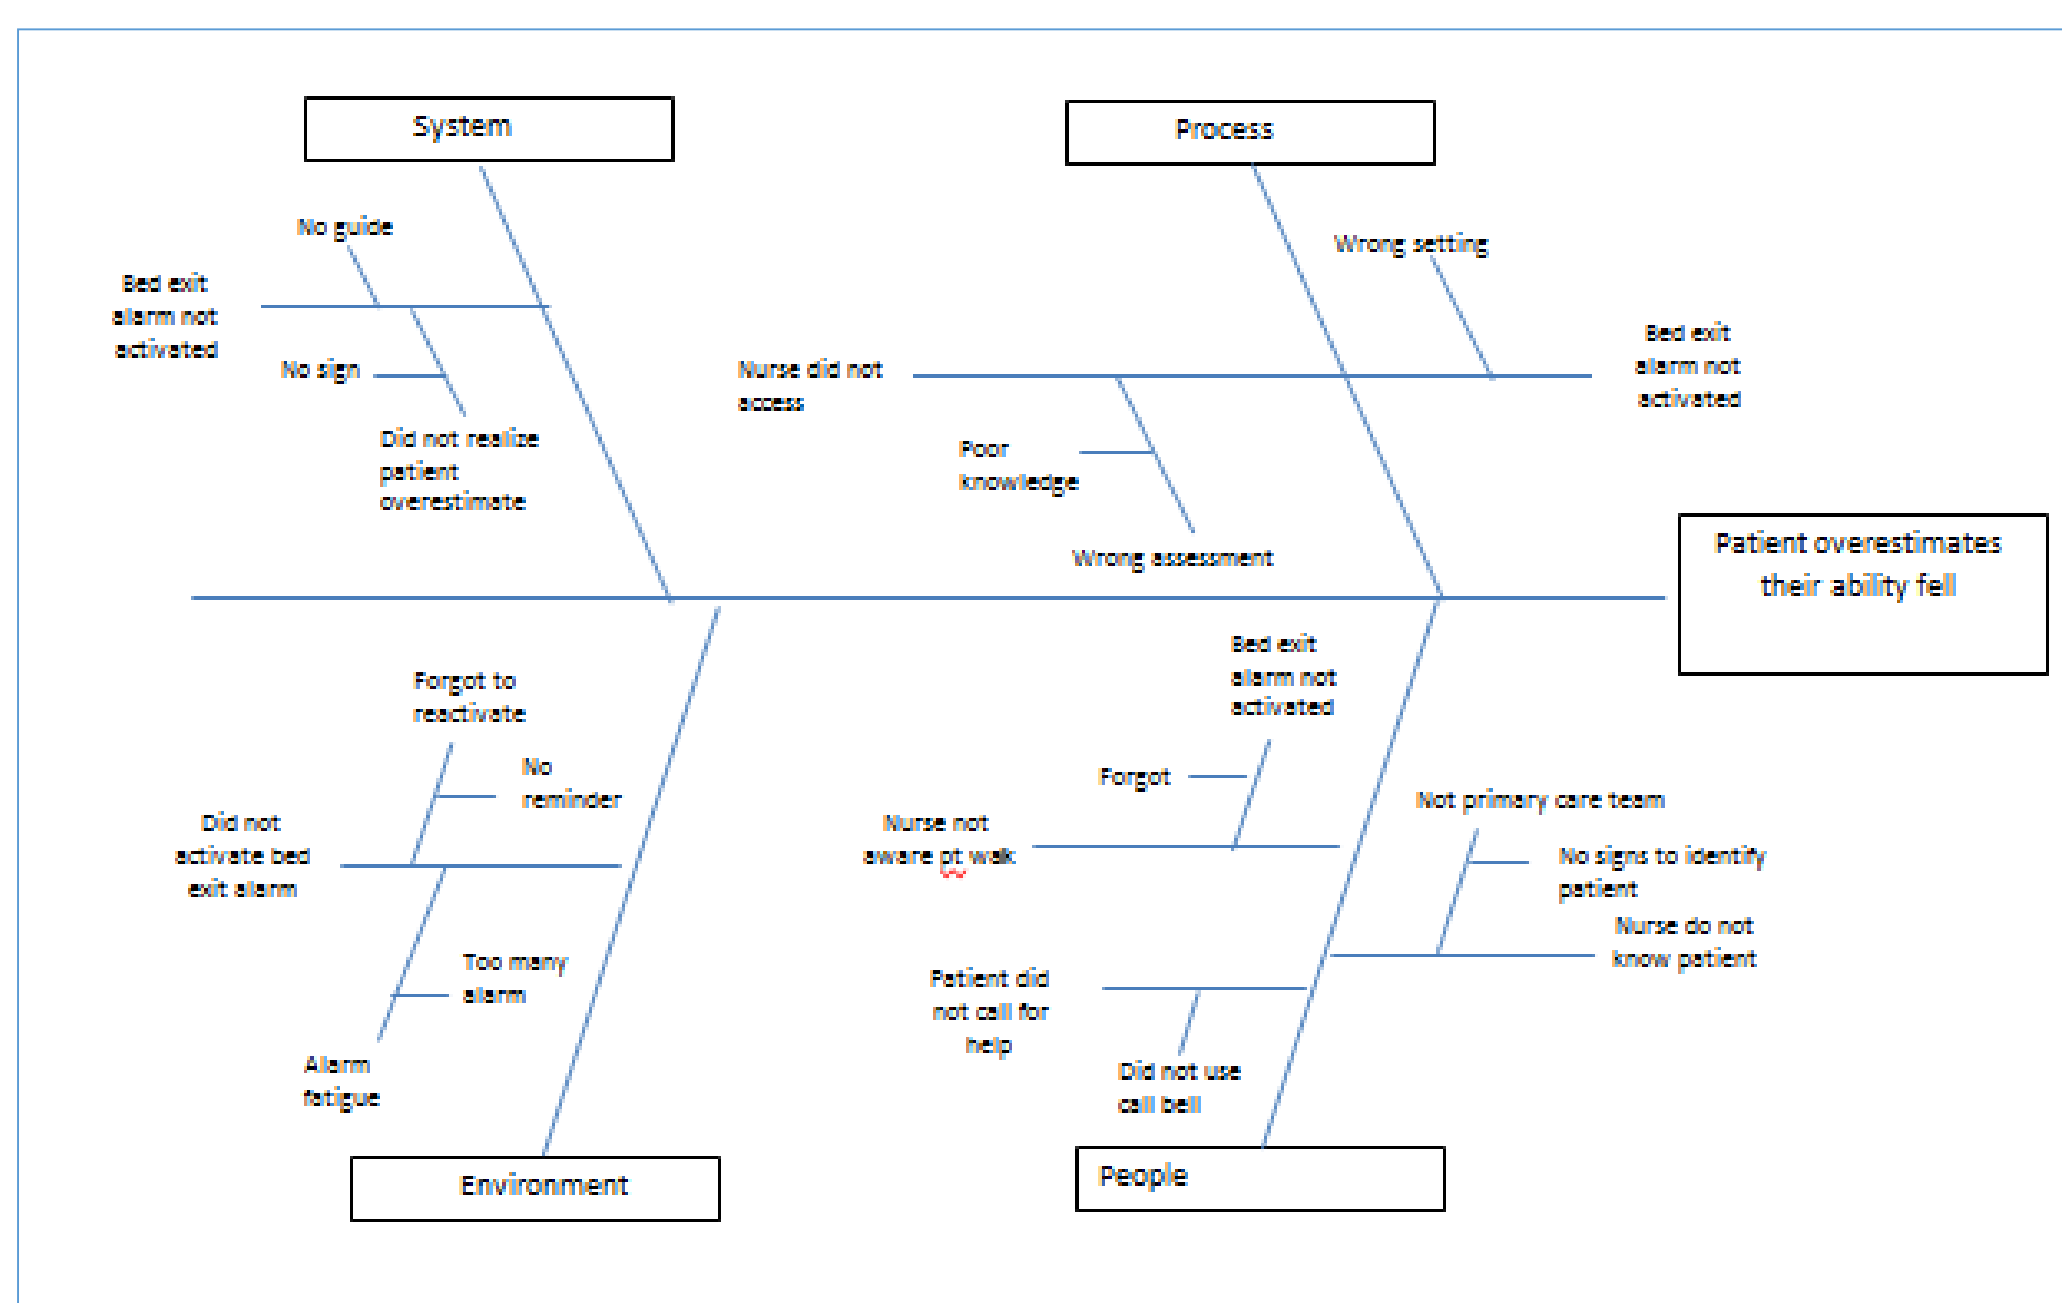 System
Process
No guide
Wrong setting
Bed exit
alarm not
activated
Bed exit
alarm not
activated
No sign
Nurse did not
access
Did not realize
patient
overestimate
Poor
knowledge
Wrong assessment
Patient overestimates
their ability fell
Forgot to
reactivate
Bed exit
alarm not
activated
No
reminder
Forgot
Not primary care team
Did not
activate bed
exit alarm
Nurse not
aware pt walk
No signs to identify
patient
Nurse do not
know patient
Too many
alarm
Patient did
not call for
help
Alarm
fatigue
Did not use
call bell
Environment
People